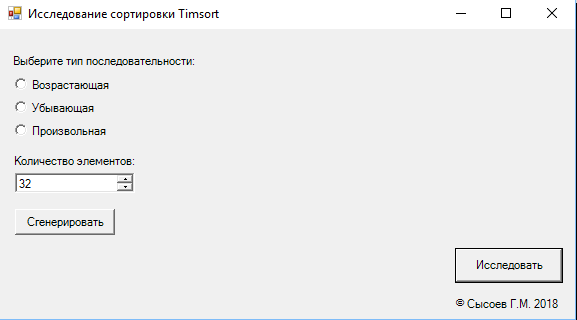 Исследование сортировки Timsort
Выберите тип последовательности:
Возрастающая
Убывающая
Произвольная
Количество элементов:
32
Сгенерировать
Исследовать
© Сысоев Г.М. 2018